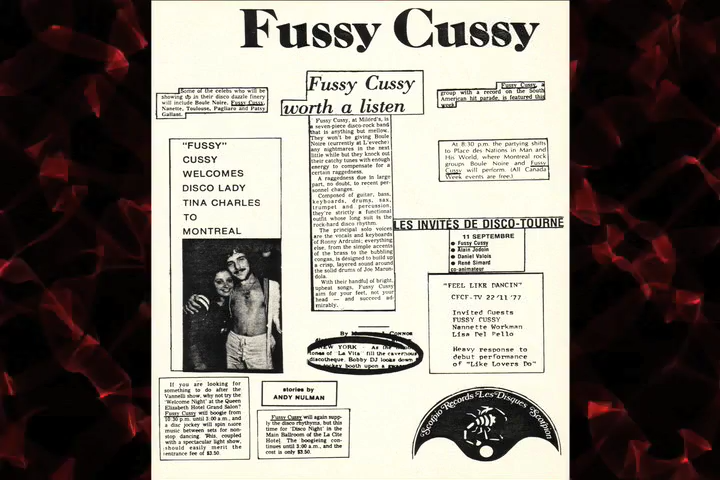 Fussy Cussy
Some of the celebs who will be
showing up in their disco dazzle finery
will include Boule Noire, Fussy Cussy,
Nanette, Toulouse, Pagliaro and Patsy
Gallant.
Fussy Cussy
worth a listen
Fussy Cussy, a
group with a record on the South
American hit parade, is featured this
week
"FUSSY"
CUSSY
WELCOMES
DISCO LADY
TINA CHARLES
TO
MONTREAL
Fussy Cussy, at Milord's, is
a seven-piece disco-rock band
that is anything but mellow.
They won't be giving Boule
Noire (currently at L'eveche)
any nightmares in the next
little while but they knock out
their catchy tunes with enough
energy to compensate for a
certain raggedness.
A raggedness due in large
part, no doubt, to recent per-
sonnel changes.
Composed of guitar, bass,
keyboards, drums, sax,
trumpet and percussion,
they're strictly a functional
outfit whose long suit is the
rock-hard disco rhythm.
The principal solo voices
are the vocals and keyboards
of Ronny Ardruini; everything
else, from the simple accents
of the brass to the bubbling
congas, is designed to build up
a crisp, layered sound around
the solid drums of Joe Manus-
dola.
With their handful of bright,
upbeat songs, Fussy Cussy
aim for your feet, not your
head — and succeed ad
mirably.
At 8:30 p.m. the partying shifts
to Place des Nations in Man and
His World, where Montreal rock
groups Boule Noire and Fussy
Cussy will perform. (All Canada
Week events are free.)
LES INVITÉS DE DISCO-TOURNE
11 SEPTEMBRE
● Fussy Cussy
● Alain Jodoin
● Daniel Valois
● René Simard
co-animateur
"FEEL LIKE DANCIN"
CFCF-TV 22 '11 '77
Invited Guests
FUSSY CUSSY
Nannette Workman
Lisa Del Bello
Heavy response to
debut performance
of "Like Lovers Do"
By
NEW YORK - As the
tones of 'La Vita' fill the cavernous
discotheque, Bobby DJ looks down
booth upon a
If you are looking for
something to do after the
Vannelli show, why not try the
'Welcome Night' at the Queen
Elizabeth Hotel Grand Salon?
Fussy Cussy will boogie from
10:30 p.m. until 3:00 a.m., and
a disc jockey will spin more
music between sets for non-
stop dancing. This, coupled
with a spectacular light show,
should easily merit the
entrance fee of $3.50.
stories by
ANDY NULMAN
Fussy Cussy will again supp-
ly the disco rhythyms, but this
time for 'Disco Night' in the
Main Ballroom of the La Cite
Hotel. The boogieing con-
tinues until 3:00 a.m., and the
cost is only $3.50.
Scorpio Records Les Disques Scorpion